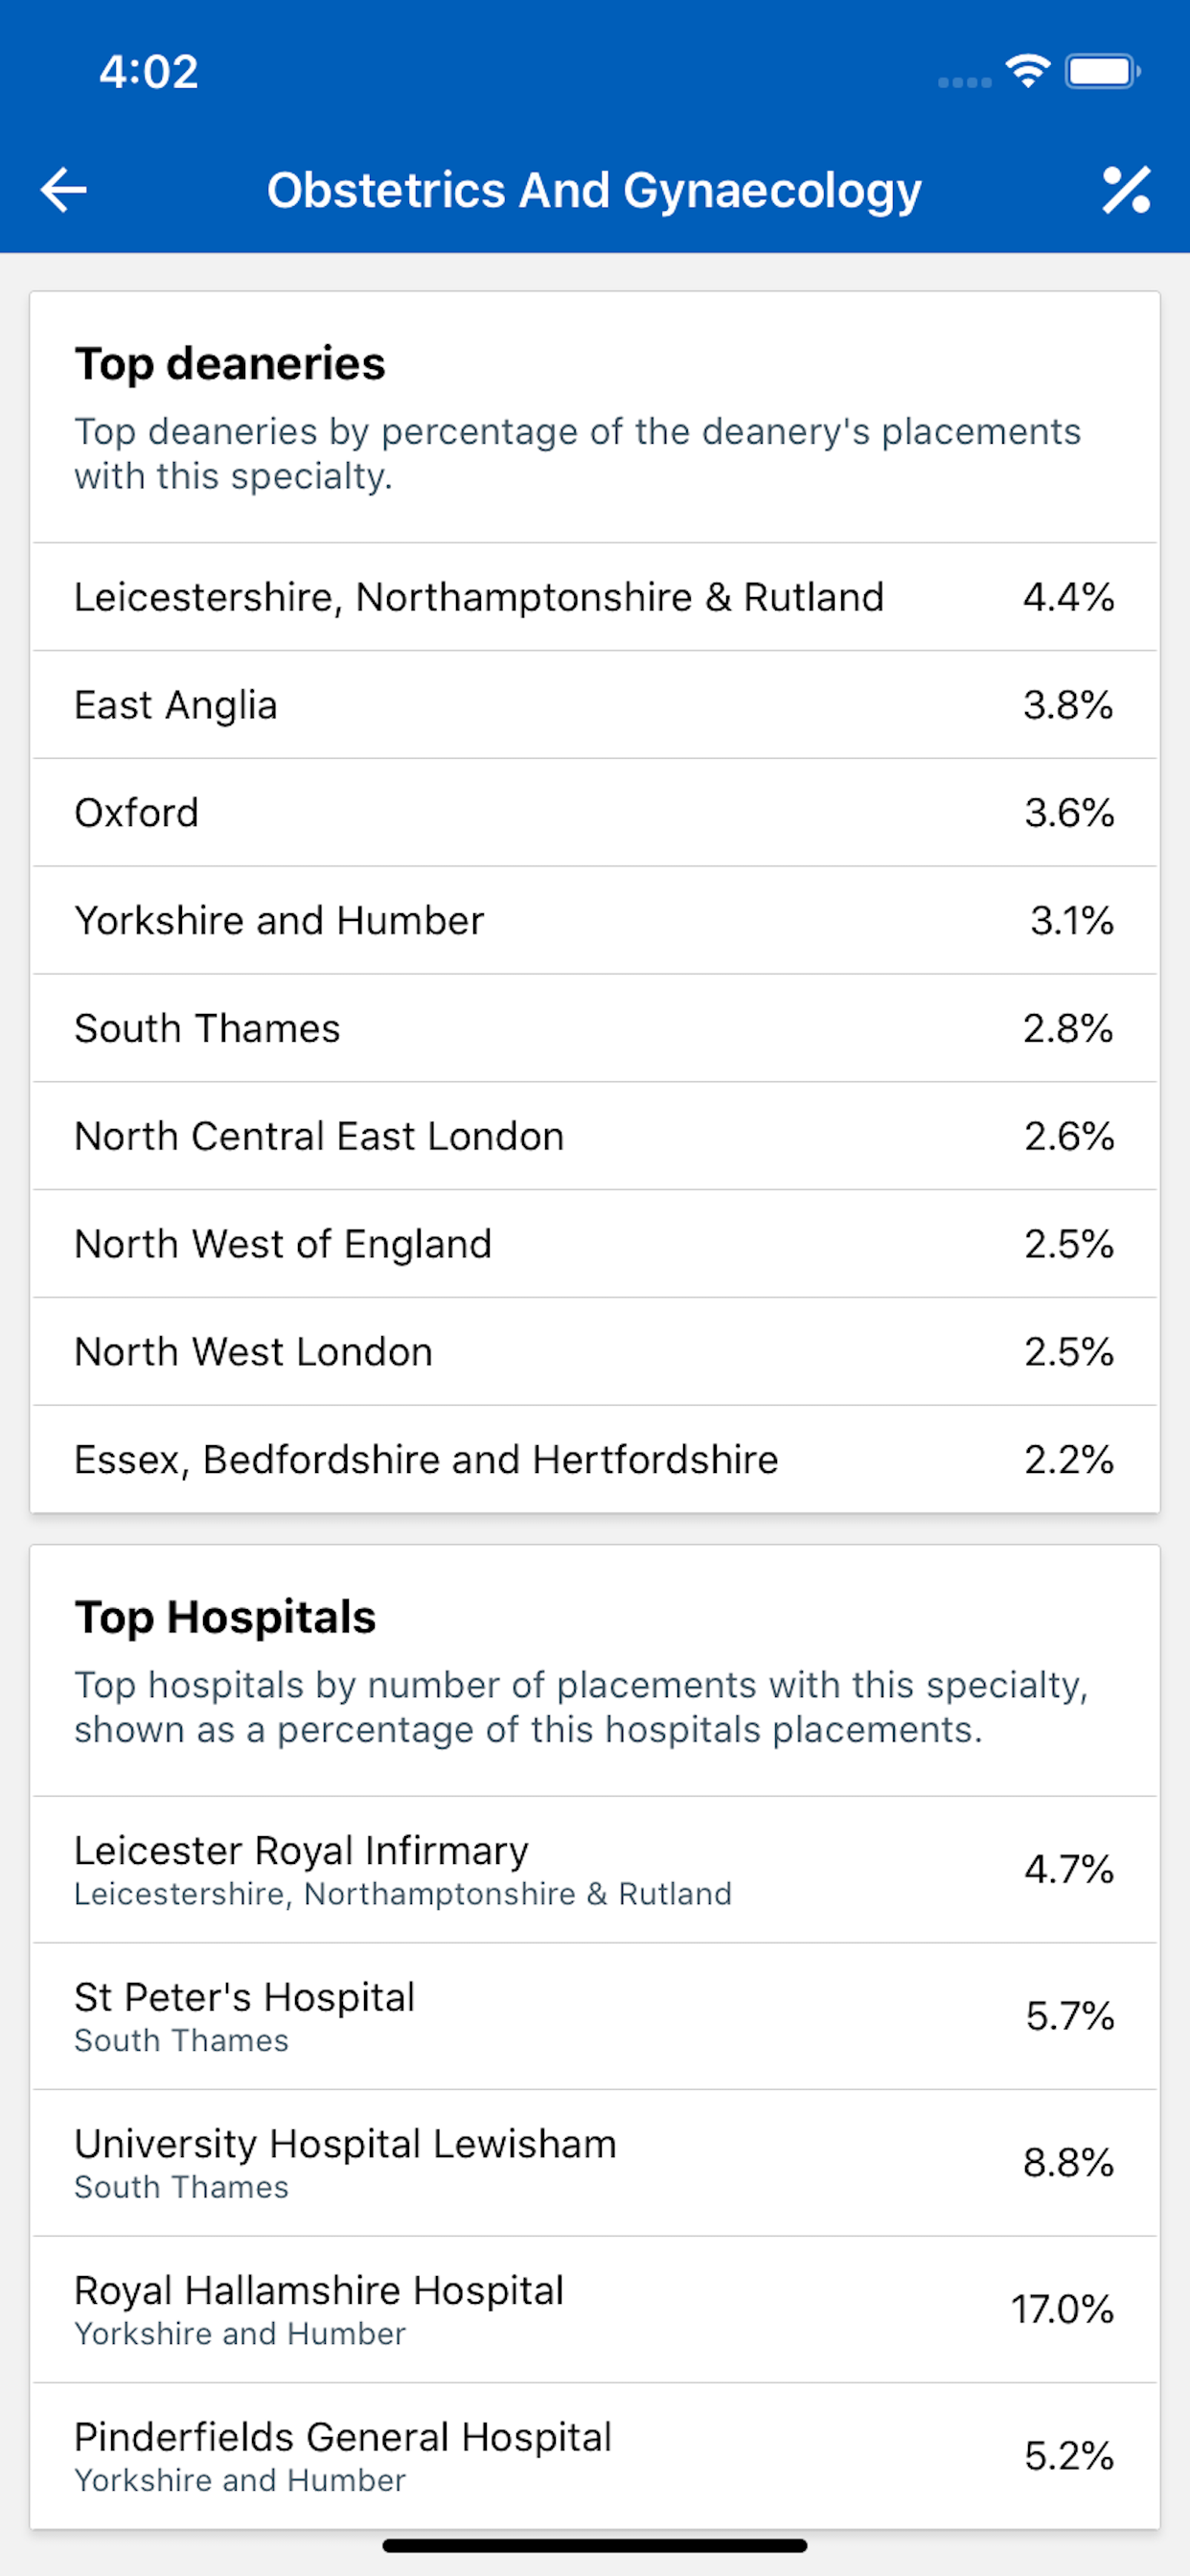 4:02
Obstetrics And Gynaecology
Top deaneries
Top deaneries by percentage of the deanery's placements
with this specialty.
Leicestershire, Northamptonshire & Rutland 4.4%
East Anglia 3.8%
Oxford 3.6%
Yorkshire and Humber 3.1%
South Thames 2.8%
North Central East London 2.6%
North West of England 2.5%
North West London 2.5%
Essex, Bedfordshire and Hertfordshire 2.2%
Top Hospitals
Top hospitals by number of placements with this specialty,
shown as a percentage of this hospitals placements.
Leicester Royal Infirmary 4.7%
Leicestershire, Northamptonshire & Rutland
St Peter's Hospital 5.7%
South Thames
University Hospital Lewisham 8.8%
South Thames
Royal Hallamshire Hospital 17.0%
Yorkshire and Humber
Pinderfields General Hospital 5.2%
Yorkshire and Humber